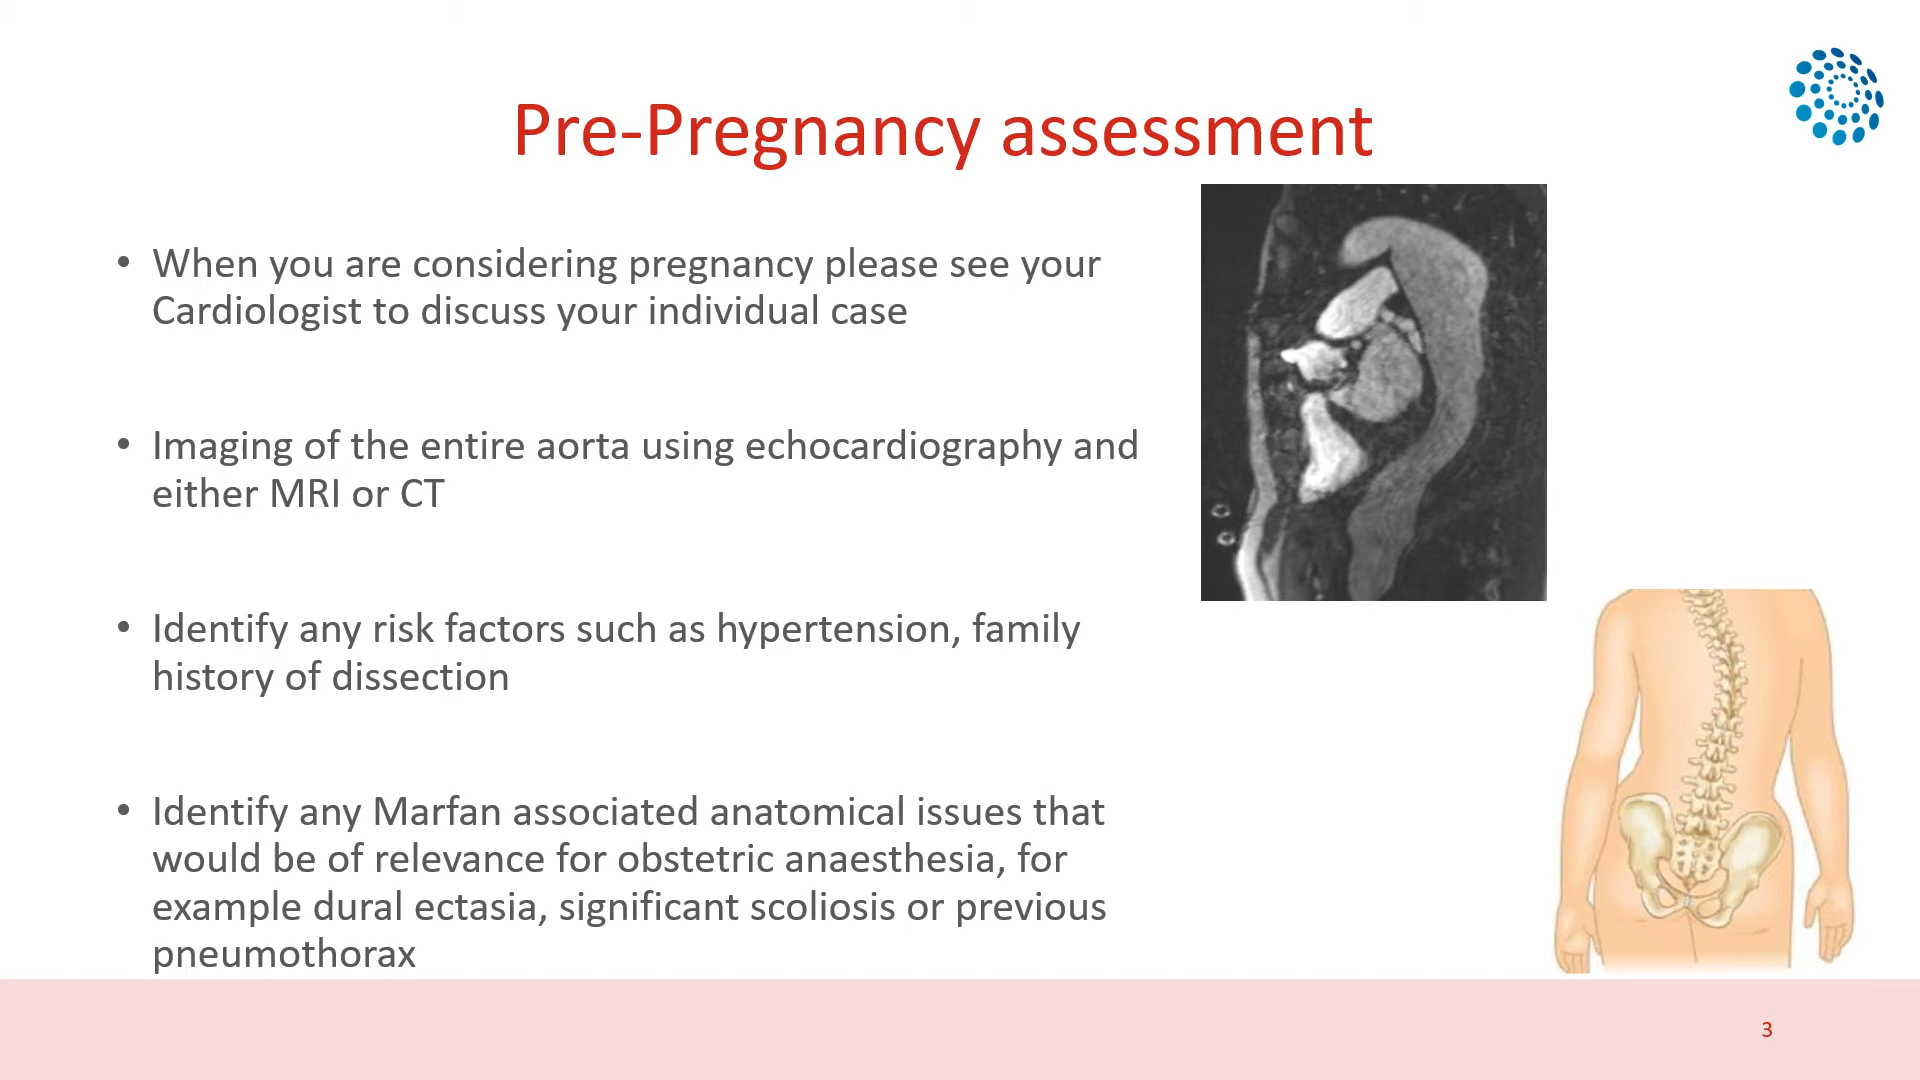 Pre-Pregnancy assessment
• When you are considering pregnancy please see your
Cardiologist to discuss your individual case
• Imaging of the entire aorta using echocardiography and
either MRI or CT
• Identify any risk factors such as hypertension, family
history of dissection
• Identify any Marfan associated anatomical issues that
would be of relevance for obstetric anaesthesia, for
example dural ectasia, significant scoliosis or previous
pneumothorax
3